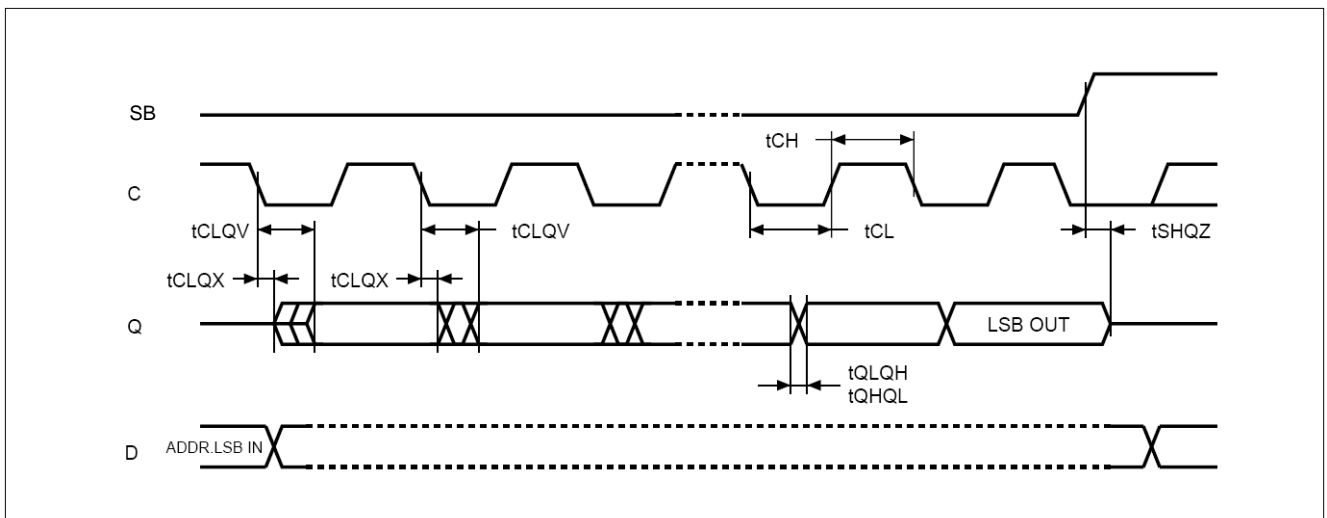 SB
tCH
C
tCLQV
tCLQV
tCL
tSHQZ
tCLQX
tCLQX
Q
LSB OUT
tQLQH
tQHQL
D
ADDR.LSB IN